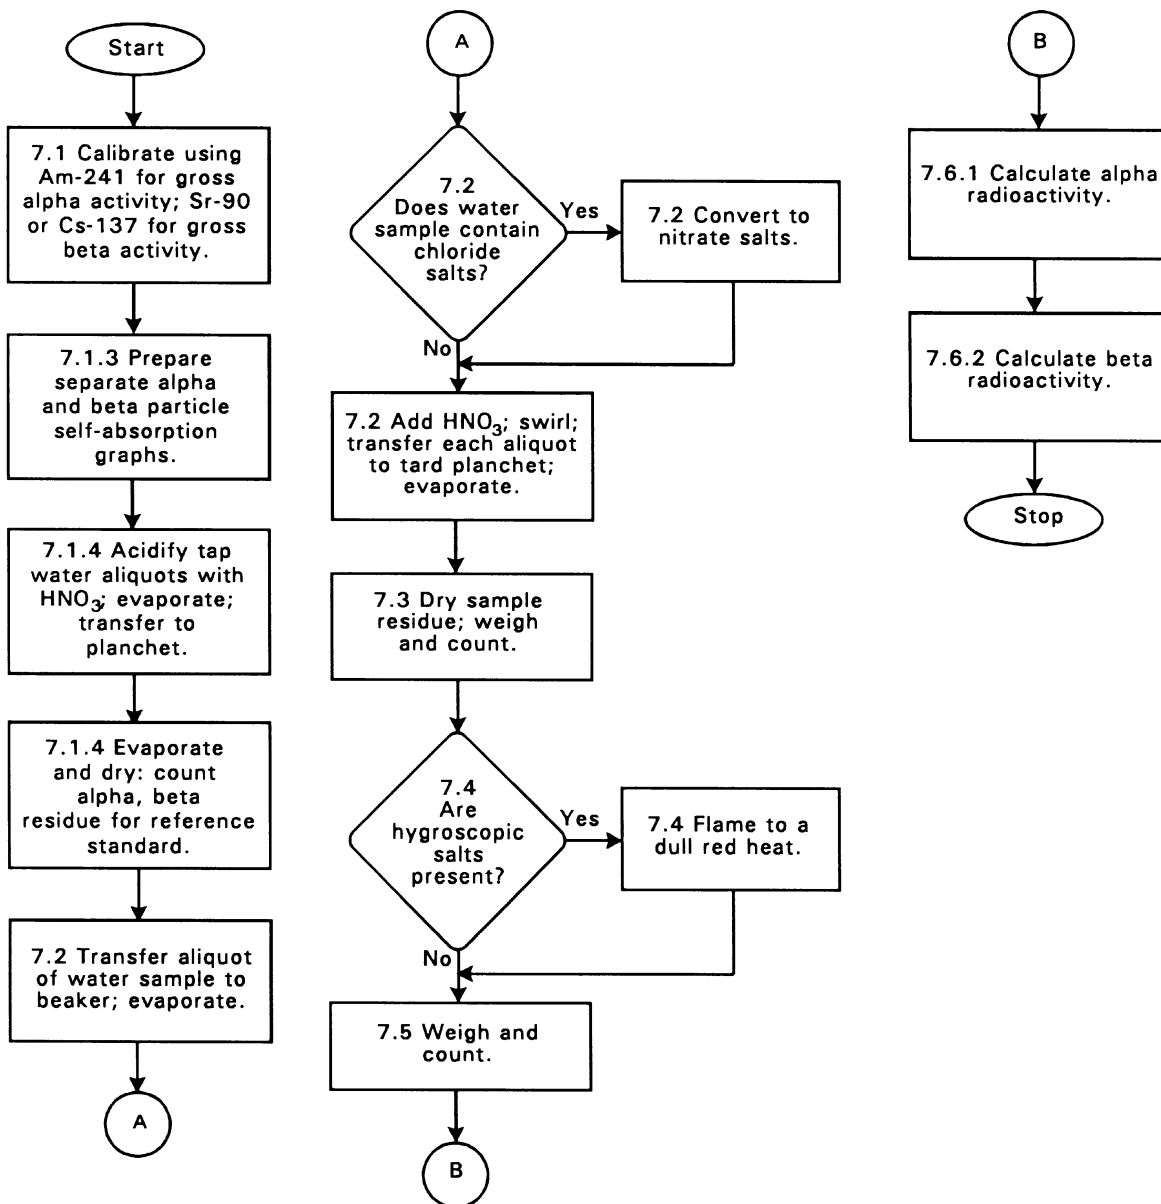 Start
7.1 Calibrate using
Am-241 for gross
alpha activity; Sr-90
or Cs-137 for gross
beta activity.
7.1.3 Prepare
separate alpha
and beta particle
self-absorption
graphs.
7.1.4 Acidify tap
water aliquots with
HNO3; evaporate;
transfer to
planchet.
7.1.4 Evaporate
and dry: count
alpha, beta
residue for reference
standard.
7.2 Transfer aliquot
of water sample to
beaker; evaporate.
A
A
7.2
Does water
sample contain
chloride
salts?
Yes
7.2 Convert to
nitrate salts.
No
7.2 Add HNO3; swirl;
transfer each aliquot
to tard planchet;
evaporate.
7.3 Dry sample
residue; weigh
and count.
7.4
Are
hygroscopic
salts
present?
Yes
7.4 Flame to a
dull red heat.
No
7.5 Weigh and
count.
B
B
7.6.1 Calculate alpha
radioactivity.
7.6.2 Calculate beta
radioactivity.
Stop